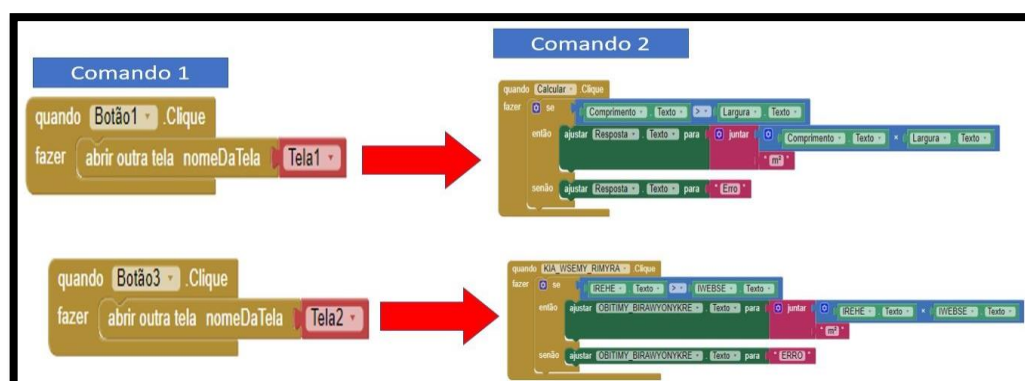 Comando 1
quando Botão1 .Clique
fazer abrir outra tela nomeDaTela Tela1
Comando 2
quando Calcular .Clique
fazer se Comprimento . Texto > Largura . Texto
então ajustar Resposta . Texto para juntar Comprimento . Texto × Largura . Texto
" m² "
senão ajustar Resposta . Texto para " Erro "
quando Botão3 .Clique
fazer abrir outra tela nomeDaTela Tela2
quando KIA_WSEMY_RIMYRA .Clique
fazer se IREHE . Texto > IWEBSE . Texto
então ajustar OBITIMY_BIRAWYONYKRE . Texto para juntar IREHE . Texto × IWEBSE . Texto
" m² "
senão ajustar OBITIMY_BIRAWYONYKRE . Texto para " ERRO "